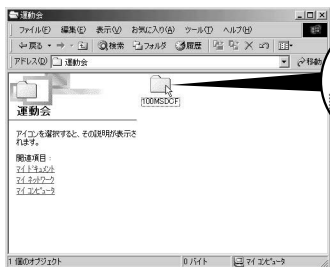 運動会
ファイル(F) 編集(E) 表示(V) お気に入り(A) ツール(T) ヘルプ(H)
戻る 検索 フォルダ 履歴
アドレス(D) 運動会 移動
運動会
アイコンを選択すると、その説明が表示さ
れます。
関連項目:
マイ ドキュメント
マイ ネットワーク
マイ コンピュータ
100MSDCF
1 個のオブジェクト 0 バイト マイ コンピュータ